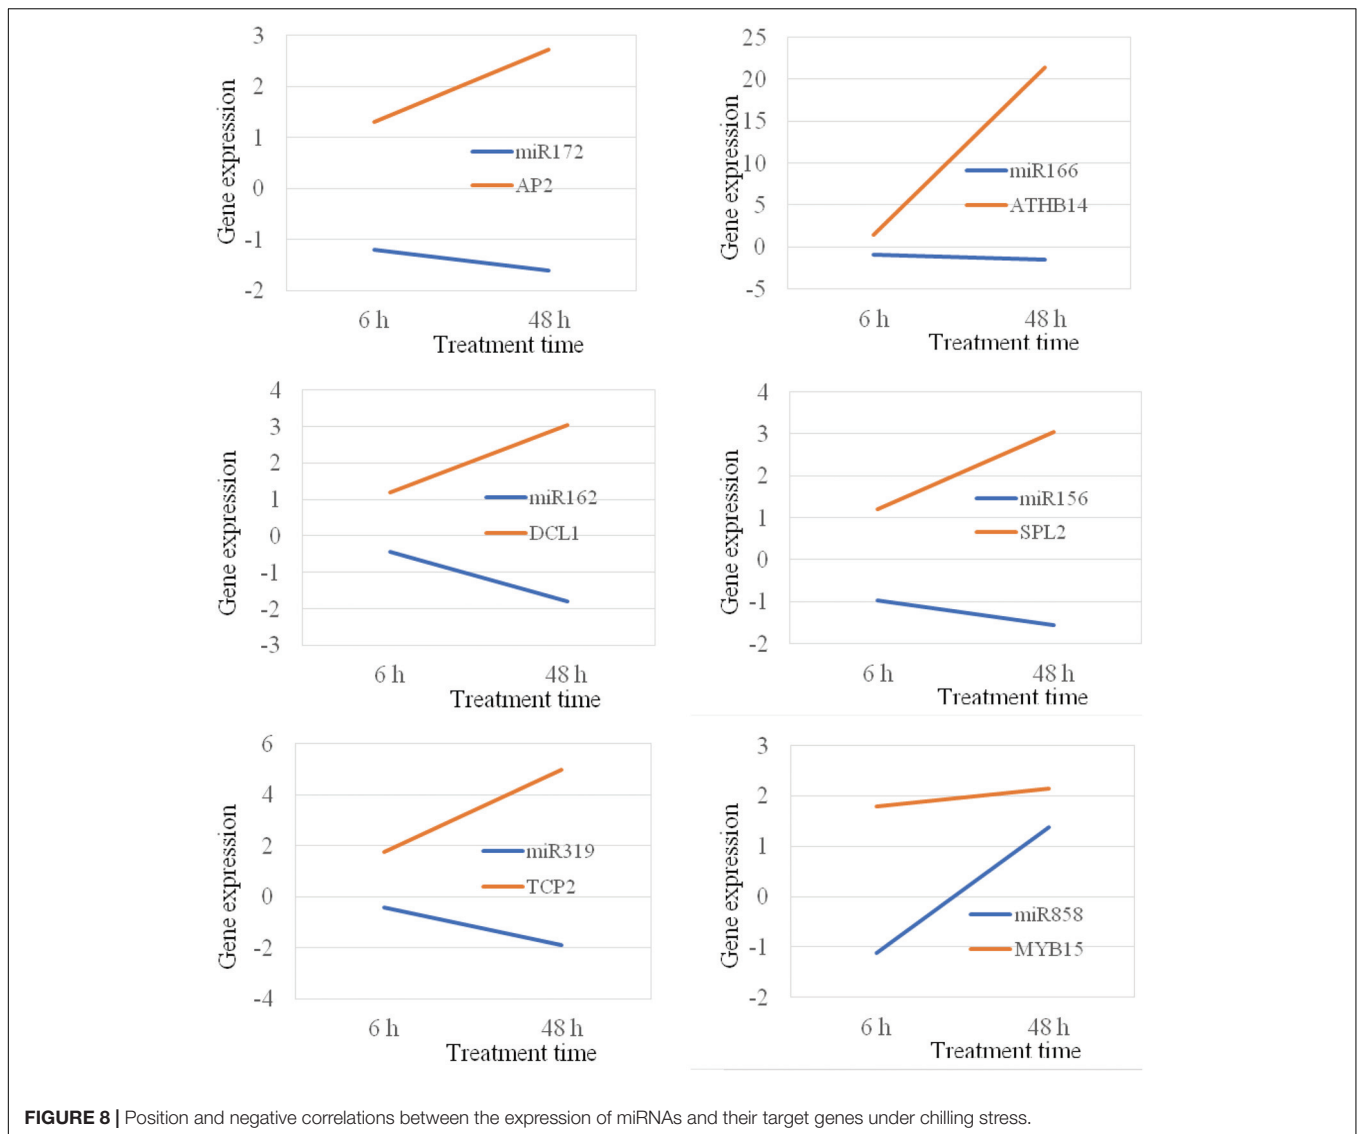 3
2
1
0
-1
-2
Gene expression
miR172
AP2
6 h
48 h
Treatment time
25
20
15
10
5
0
-5
Gene expression
miR166
ATHB14
6 h
48 h
Treatment time
4
3
2
1
0
-1
-2
-3
Gene expression
miR162
DCL1
6 h
48 h
Treatment time
4
3
2
1
0
-1
-2
Gene expression
miR156
SPL2
6 h
48 h
Treatment time
6
4
2
0
-2
-4
Gene expression
miR319
TCP2
6 h
48 h
Treatment time
3
2
1
0
-1
-2
Gene expression
miR858
MYB15
6 h
48 h
Treatment time
FIGURE 8 | Position and negative correlations between the expression of miRNAs and their target genes under chilling stress.